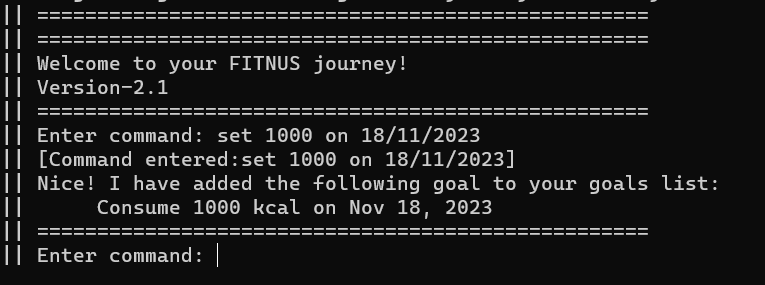 || ===================================================
|| ===================================================
|| Welcome to your FITNUS journey!
|| Version-2.1
|| ===================================================
|| Enter command: set 1000 on 18/11/2023
|| [Command entered:set 1000 on 18/11/2023]
|| Nice! I have added the following goal to your goals list:
||      Consume 1000 kcal on Nov 18, 2023
|| ===================================================
|| Enter command: